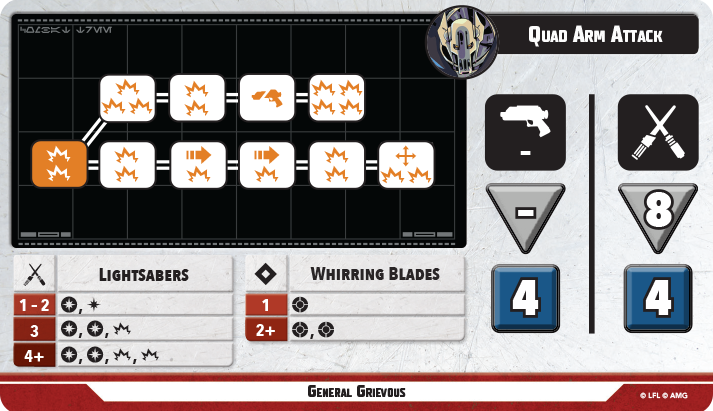 QUAD ARM ATTACK
-
- 8
4 4
LIGHTSABERS
1 - 2
3
4+
WHIRRING BLADES
1
2+
GENERAL GRIEVOUS
© LFL © AMG